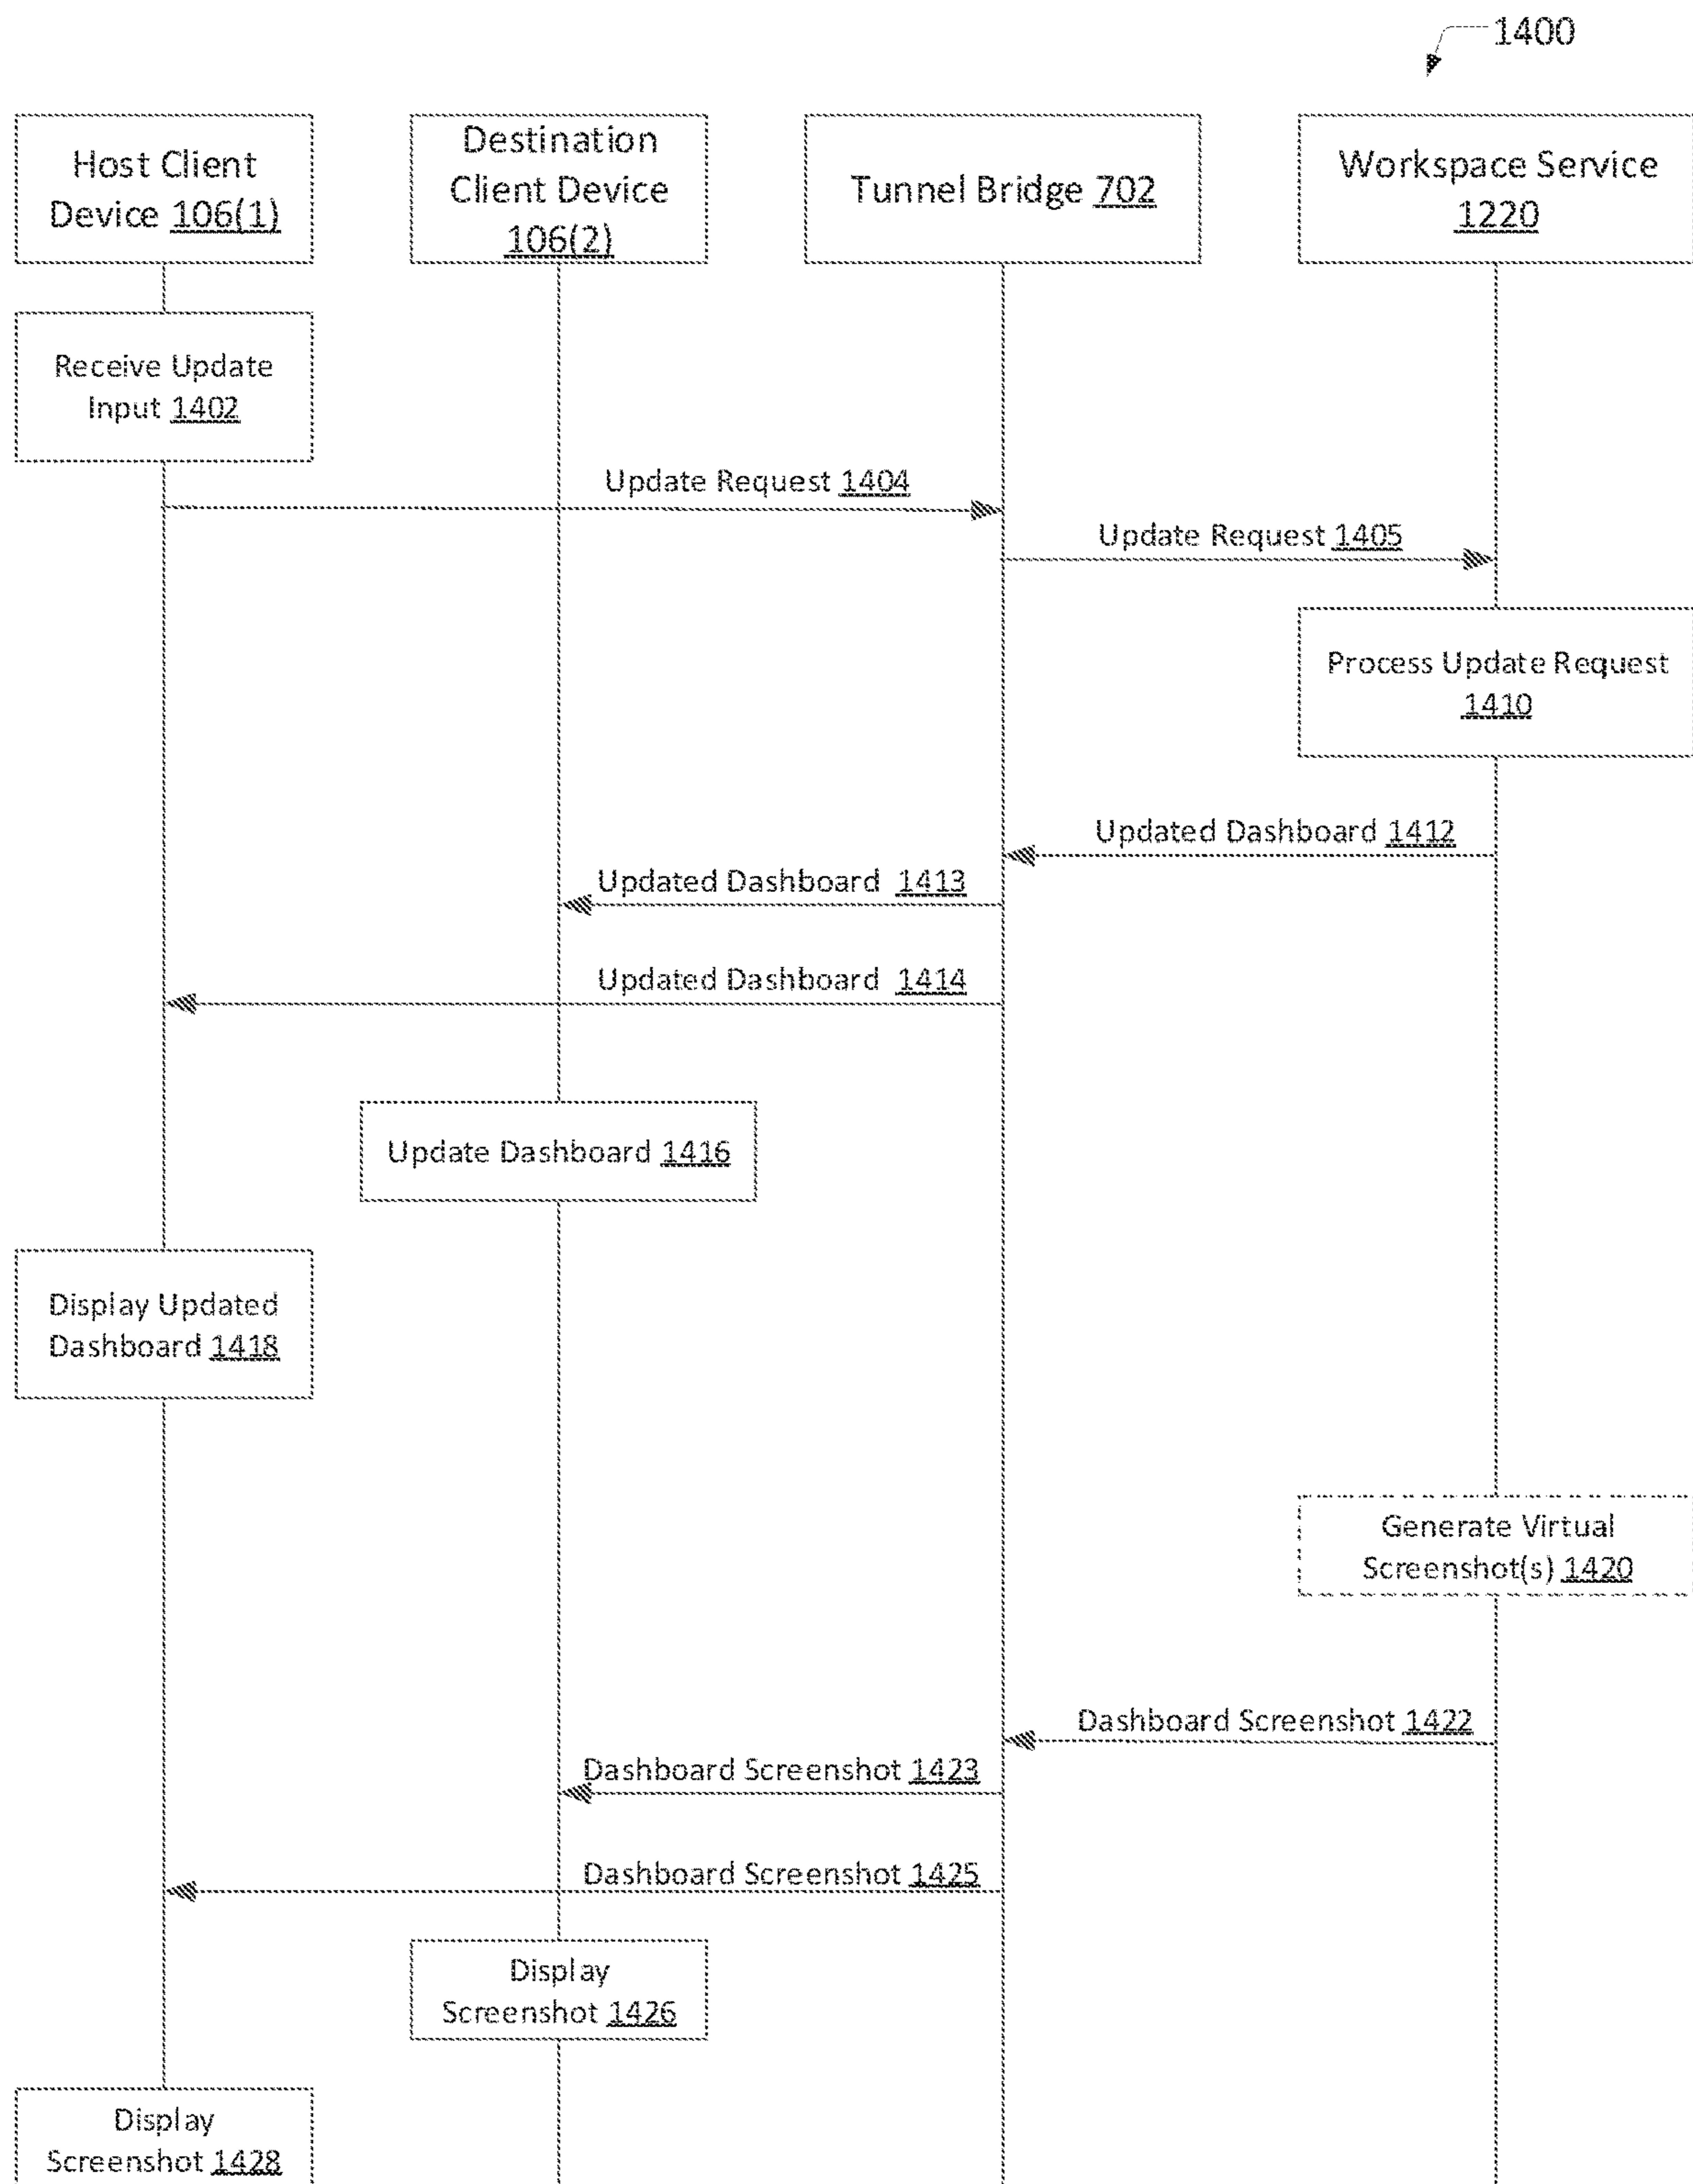 1400
Host Client
Device 106(1)
Destination
Client Device
106(2)
Tunnel Bridge 702
Workspace Service
1220
Receive Update
Input 1402
Update Request 1404
Update Request 1405
Process Update Request
1410
Updated Dashboard 1412
Updated Dashboard 1413
Updated Dashboard 1414
Update Dashboard 1416
Display Updated
Dashboard 1418
Generate Virtual
Screenshot(s) 1420
Dashboard Screenshot 1422
Dashboard Screenshot 1423
Dashboard Screenshot 1425
Display
Screenshot 1426
Display
Screenshot 1428